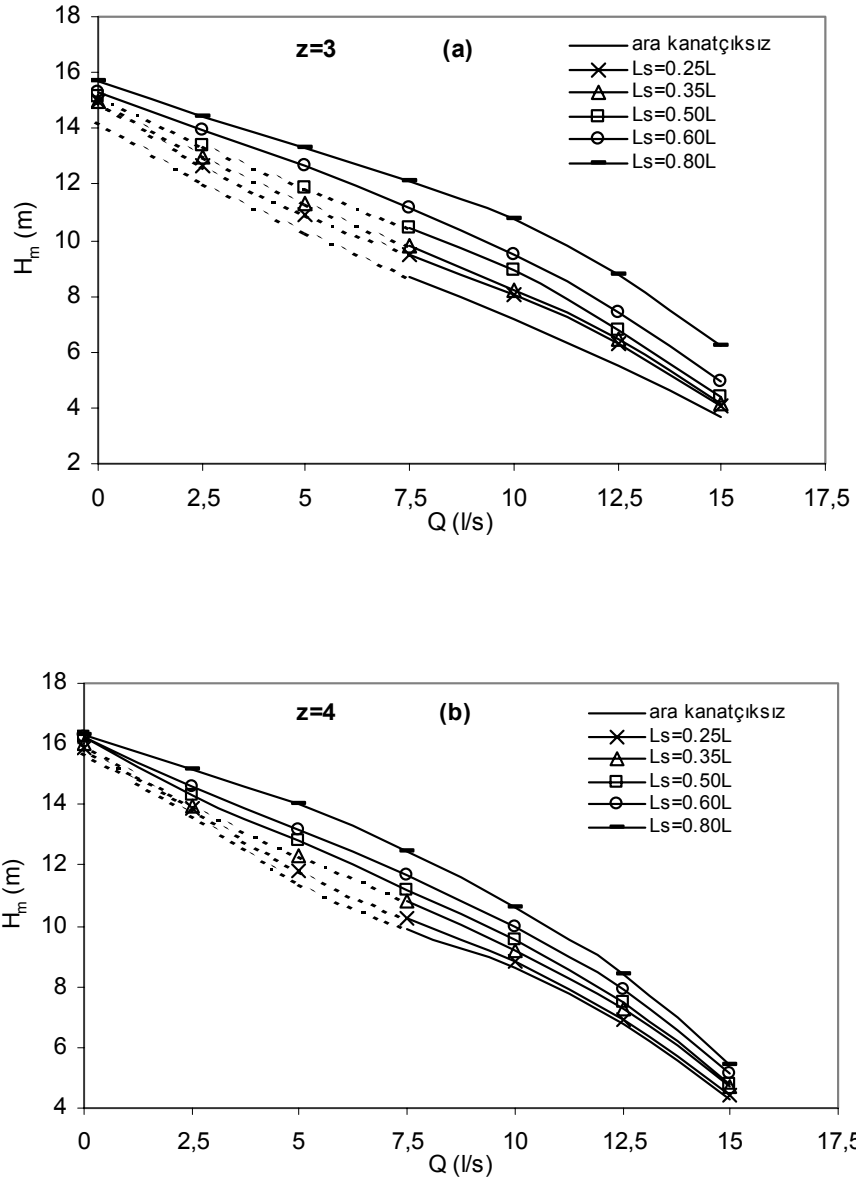 z=3 (a)
ara kanatçıksız
Ls=0.25L
Ls=0.35L
Ls=0.50L
Ls=0.60L
Ls=0.80L
18
16
14
12
10
8
6
4
2
Hm (m)
0 2,5 5 7,5 10 12,5 15 17,5
Q (l/s)
z=4 (b)
ara kanatçıksız
Ls=0.25L
Ls=0.35L
Ls=0.50L
Ls=0.60L
Ls=0.80L
18
16
14
12
10
8
6
4
Hm (m)
0 2,5 5 7,5 10 12,5 15 17,5
Q (l/s)